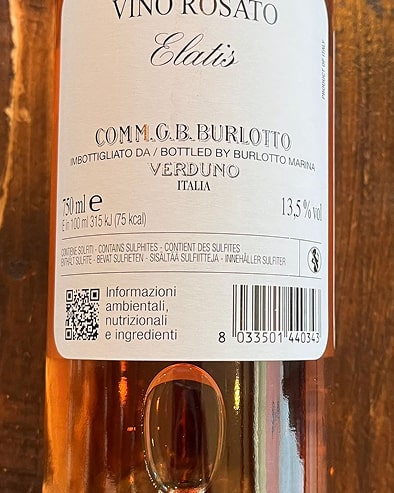 VINO ROSATO
Elatis
PRODUCT OF ITALY
COMM.G.B.BURLOTTO
IMBOTTIGLIATO DA / BOTTLED BY BURLOTTO MARINA
VERDUNO
ITALIA
750 ml e
13,5% vol
E in 100 ml 315 kJ (75 kcal)
CONTIENE SOLFITI - CONTAINS SULPHITES - CONTIENT DES SULFITES
ENTHÄLT SULFITE - BEVAT SULFIETEN - SISÄLTÄÄ SULFIITTEJA - INNEHÅLLER SULFITER
Informazioni
ambientali,
nutrizionali
e ingredienti
8 033501 440343